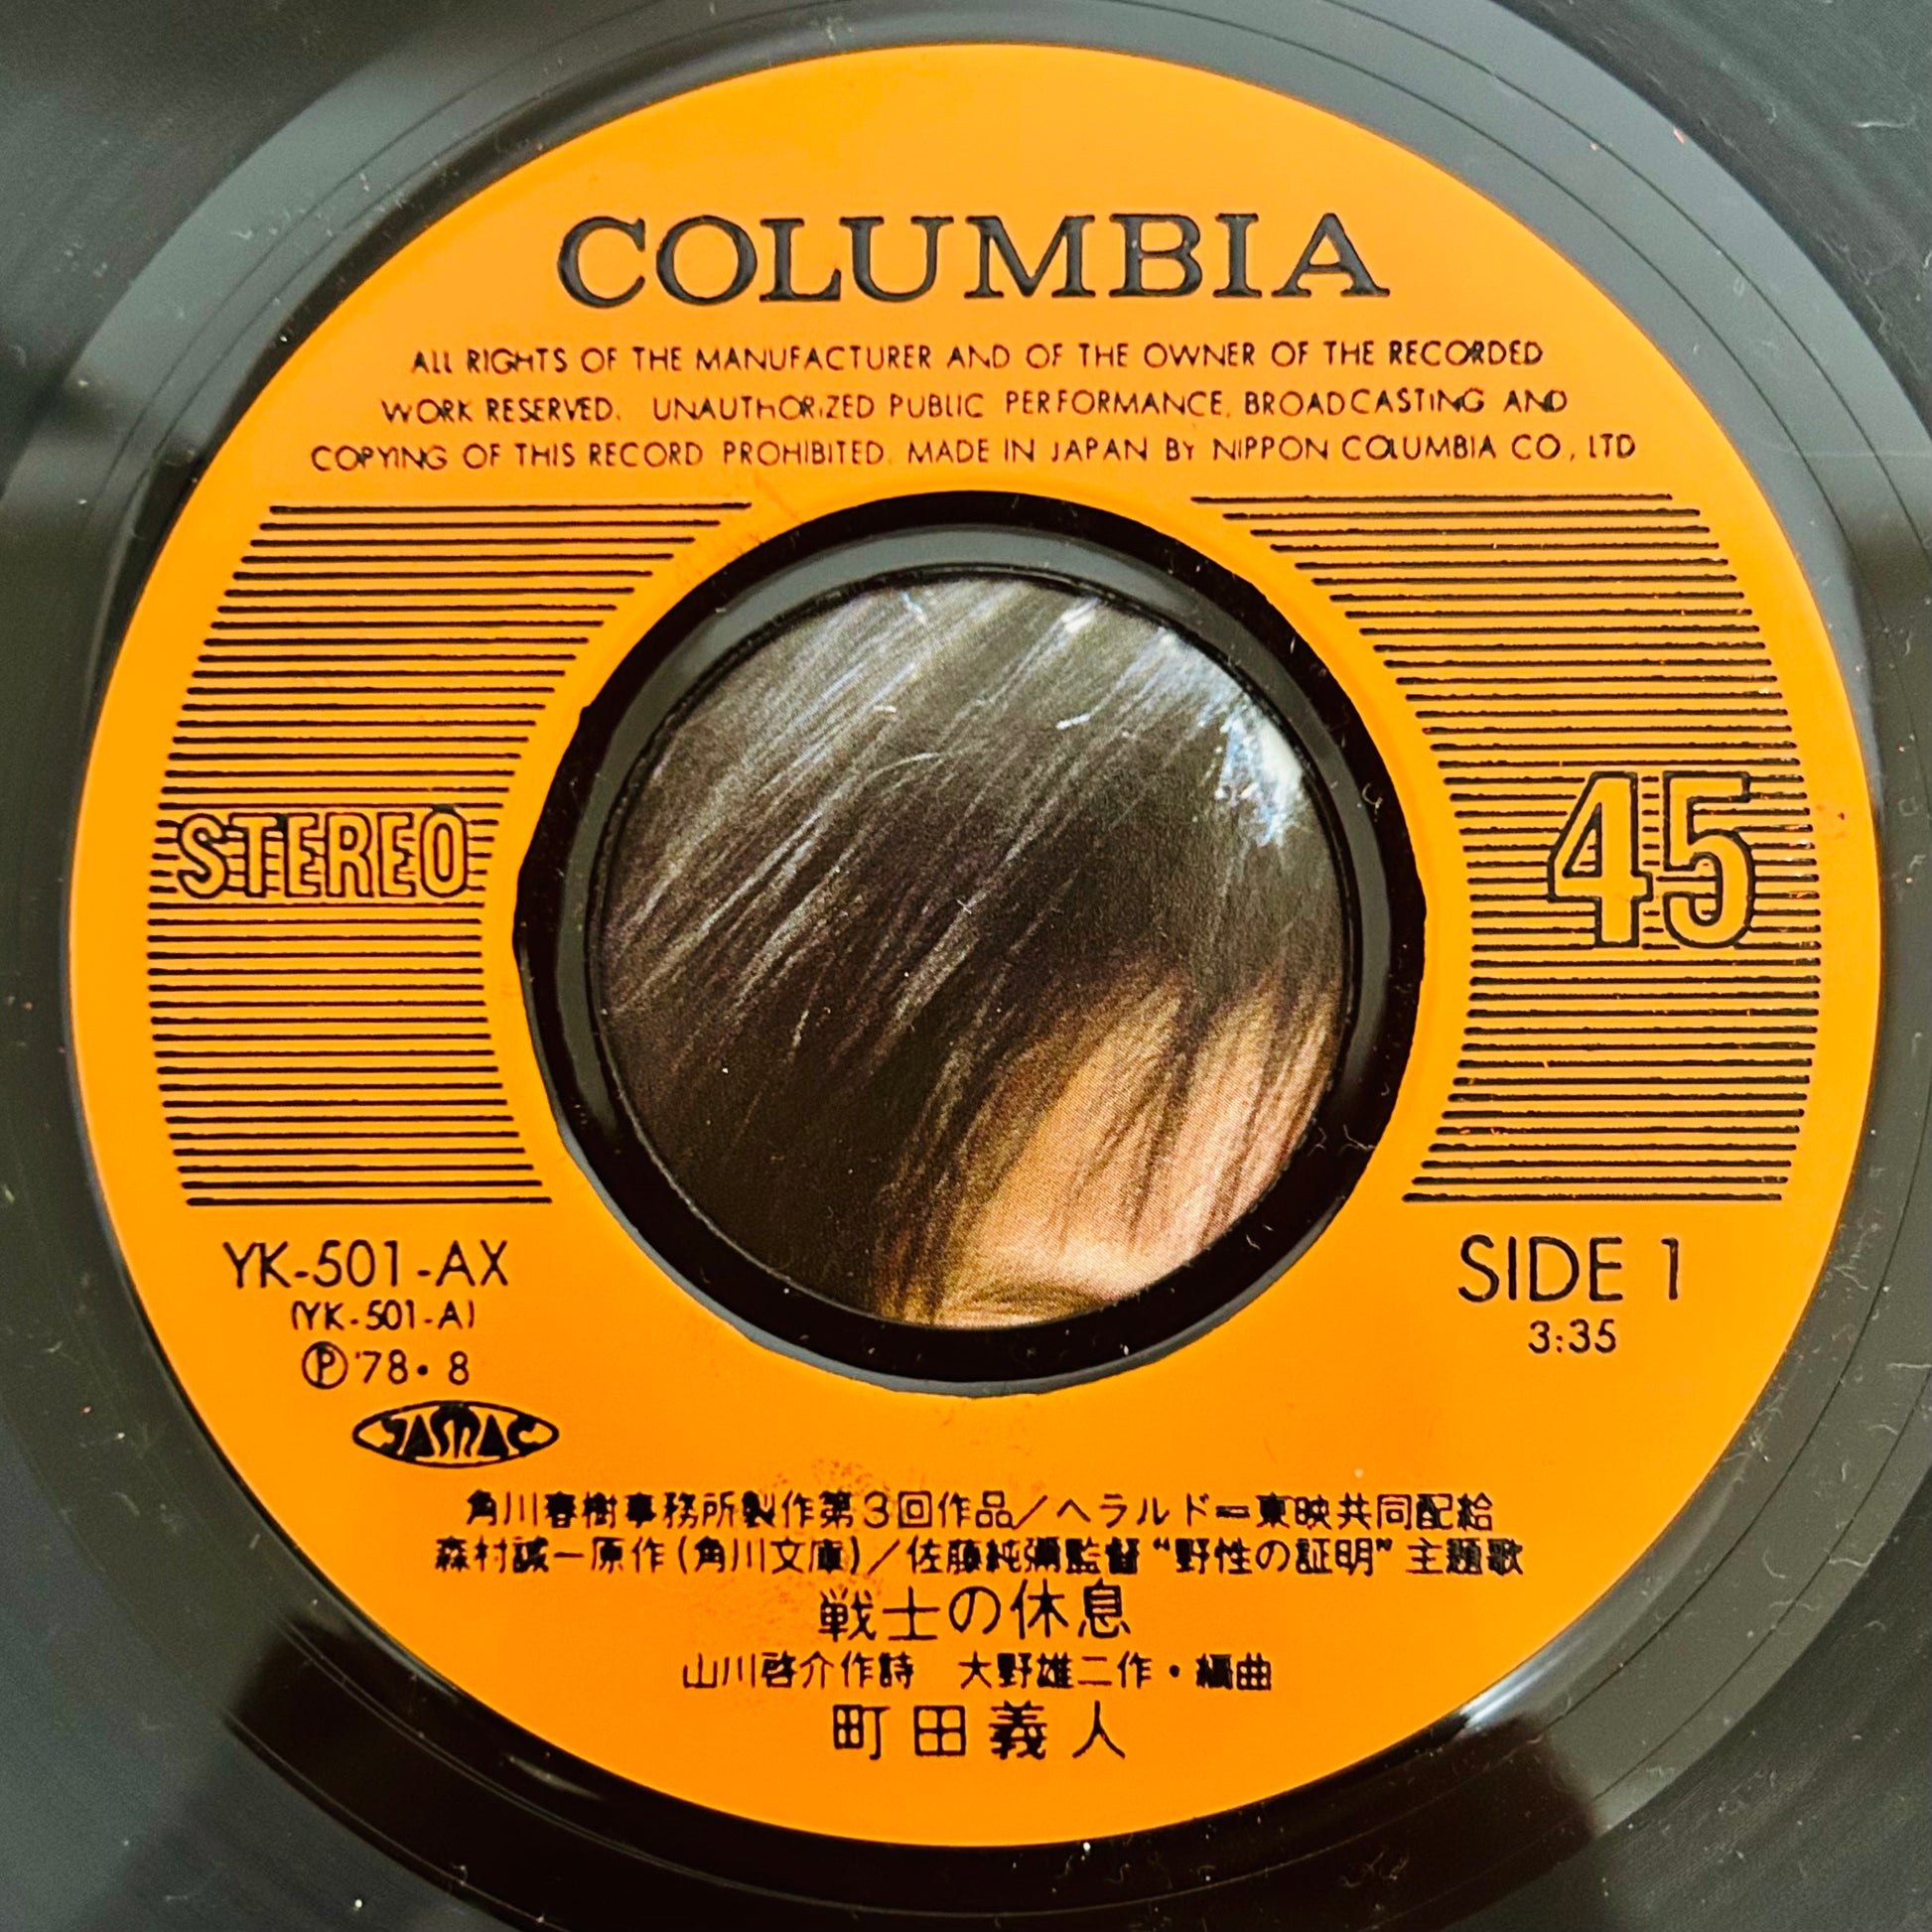 COLUMBIA
ALL RIGHTS OF THE MANUFACTURER AND OF THE OWNER OF THE RECORDED
WORK RESERVED. UNAUTHORIZED PUBLIC PERFORMANCE, BROADCASTING AND
COPYING OF THIS RECORD PROHIBITED. MADE IN JAPAN BY NIPPON COLUMBIA CO., LTD
STEREO
45
YK-501-AX
(YK-501-A)
Ⓟ'78・8
JASRAC
SIDE 1
3:35
角川春樹事務所製作第3回作品/ヘラルド=東映共同配給
森村誠一原作(角川文庫)/佐藤純彌監督“野性の証明”主題歌
戦士の休息
山川啓介作詩 大野雄二作・編曲
町田義人